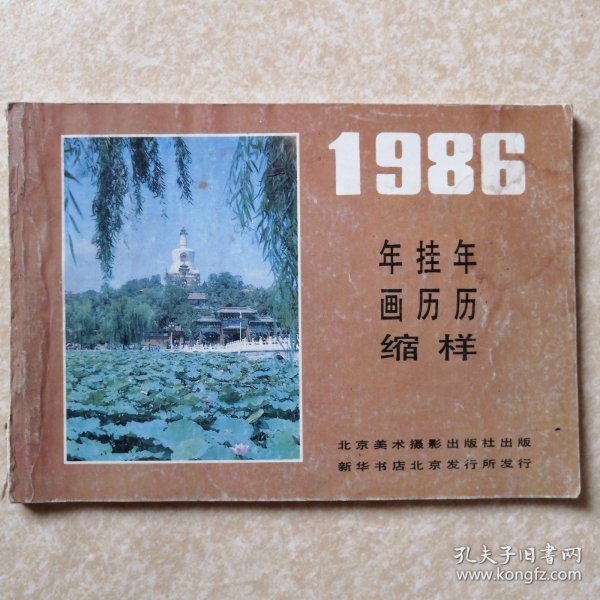 1986
年挂年
画历历
缩样
北京美术摄影出版社出版
新华书店北京发行所发行
孔夫子旧书网
www.kongfz.com